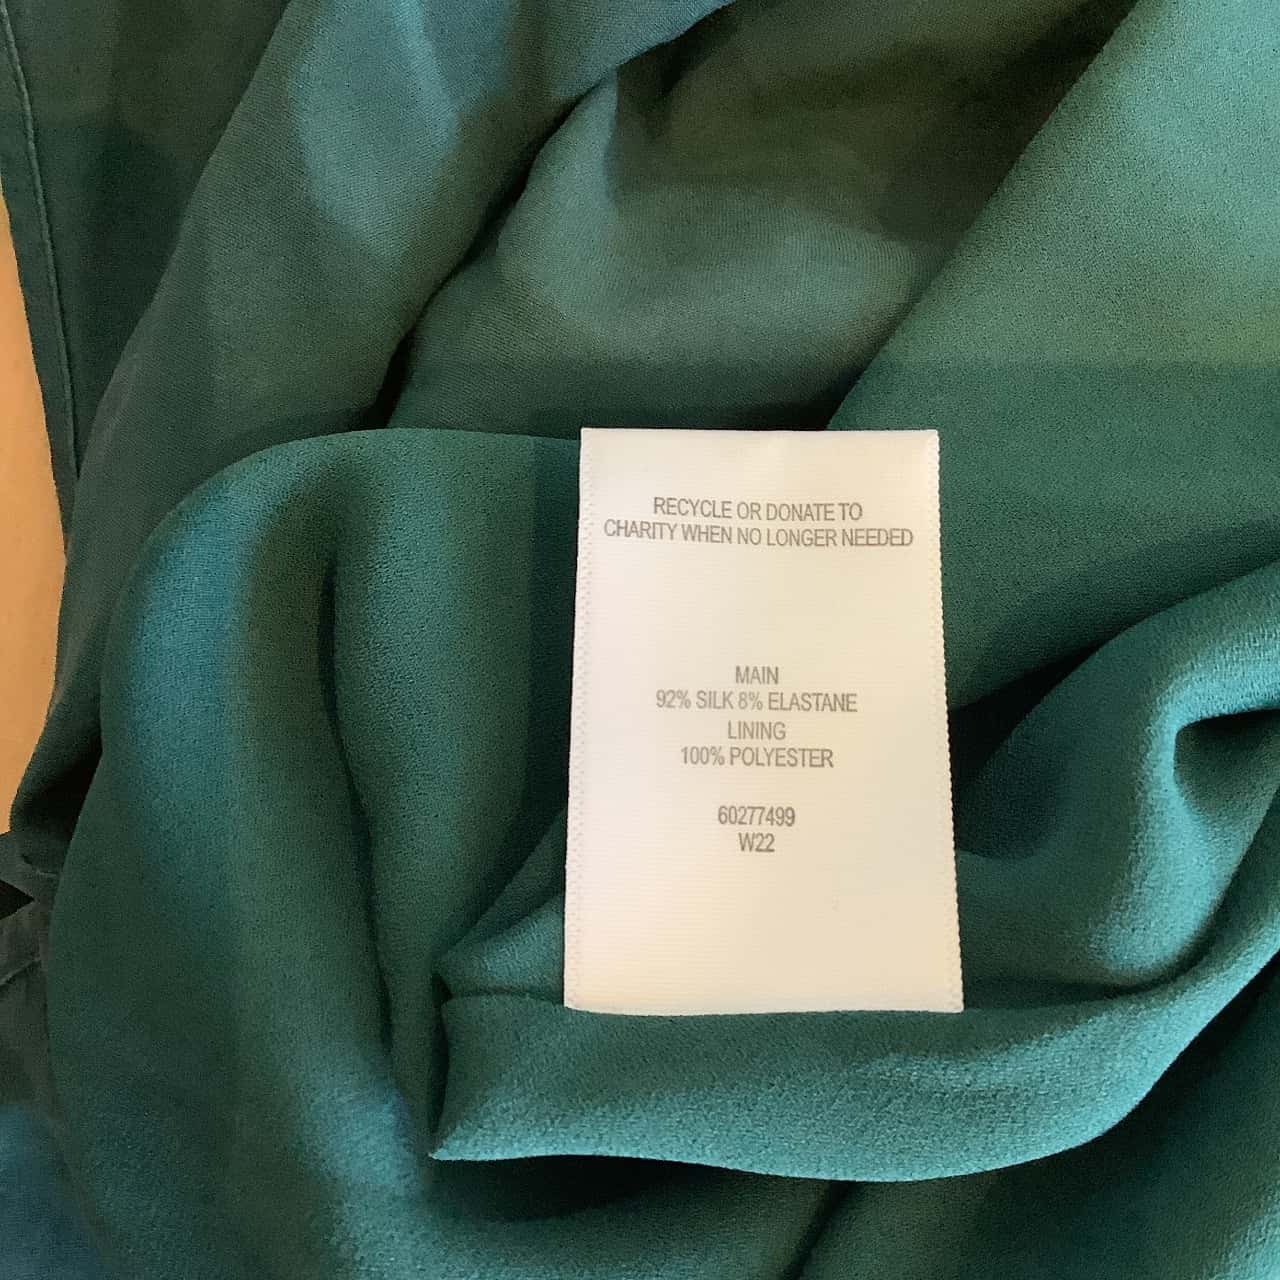 RECYCLE OR DONATE TO
CHARITY WHEN NO LONGER NEEDED
MAIN
92% SILK 8% ELASTANE
LINING
100% POLYESTER
60277499
W22